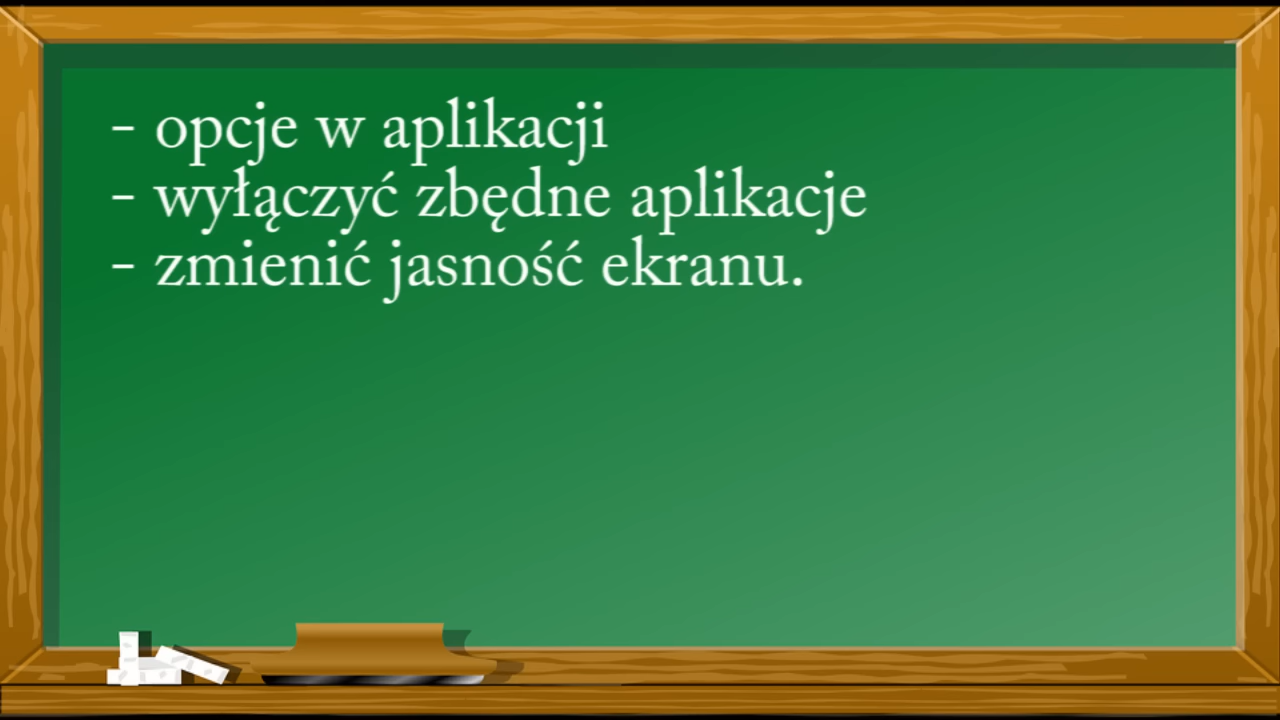 - opcje w aplikacji
- wyłączyć zbędne aplikacje
- zmienić jasność ekranu.